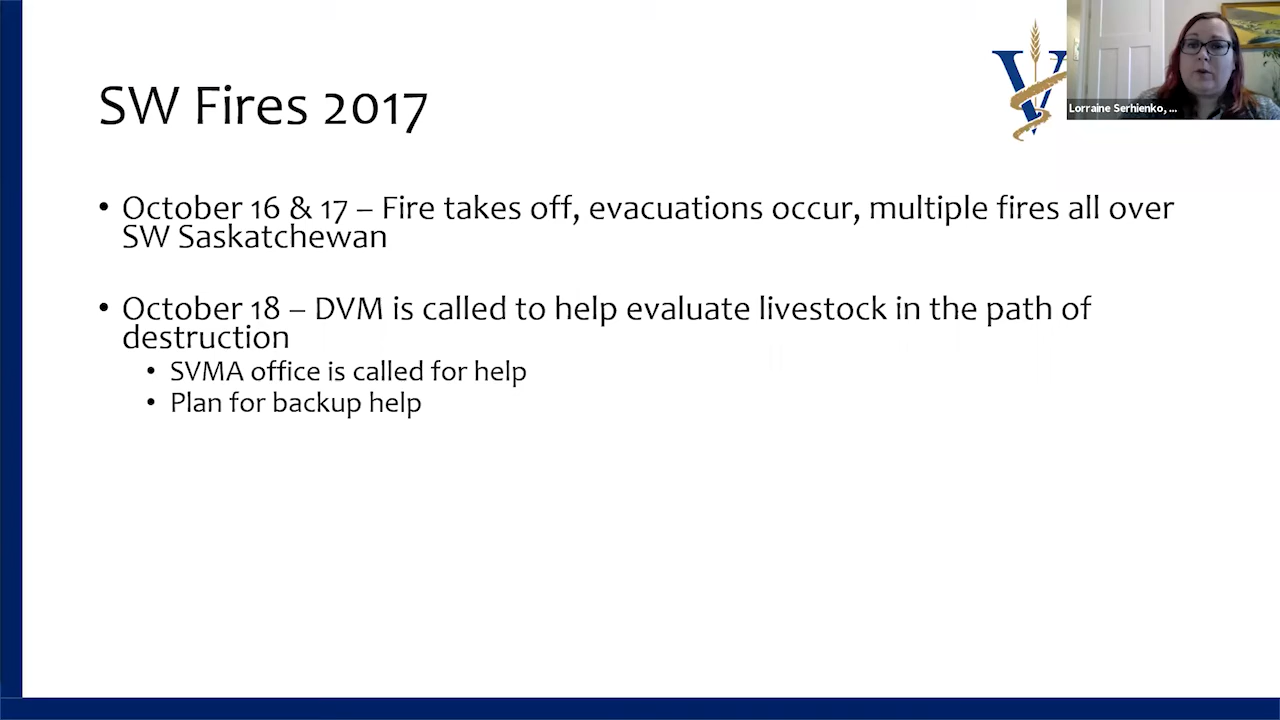 SW Fires 2017
Lorraine Serhienko, ...
• October 16 & 17 – Fire takes off, evacuations occur, multiple fires all over
SW Saskatchewan
• October 18 – DVM is called to help evaluate livestock in the path of
destruction
• SVMA office is called for help
• Plan for backup help